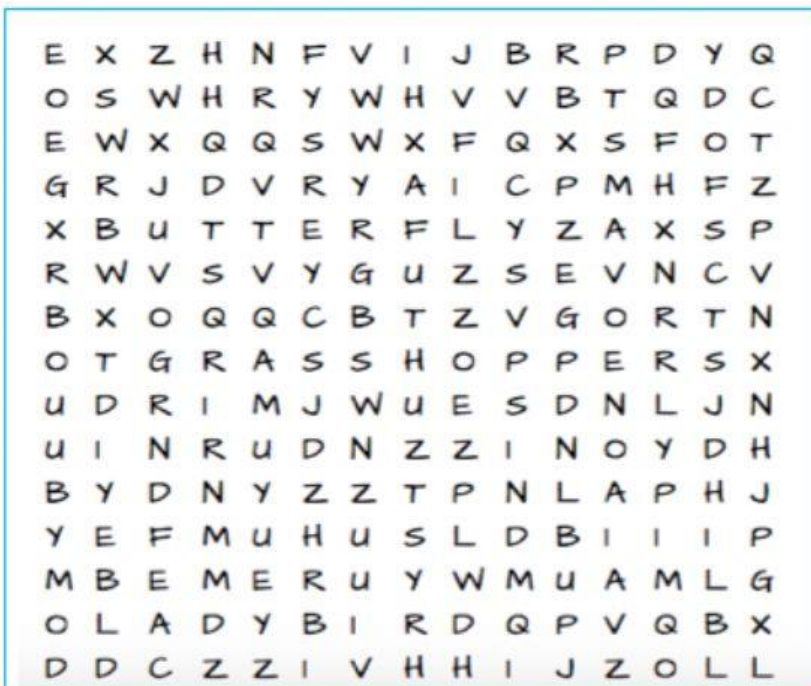 E X Z H N F V I J B R P D Y Q
O S W H R Y W H V V B T Q D C
E W X Q Q S W X F Q X S F O T
G R J D V R Y A I C P M H F Z
X B U T T E R F L Y Z A X S P
R W V S V Y G U Z S E V N C V
B X O Q Q C B T Z V G O R T N
O T G R A S S H O P P E R S X
U D R I M J W U E S D N L J N
U I N R U D N Z Z I N O Y D H
B Y D N Y Z Z T P N L A P H J
Y E F M U H U S L D B I I I P
M B E M E R U Y W M U A M L G
O L A D Y B I R D Q P V Q B X
D D C Z Z I V H H I J Z O L L